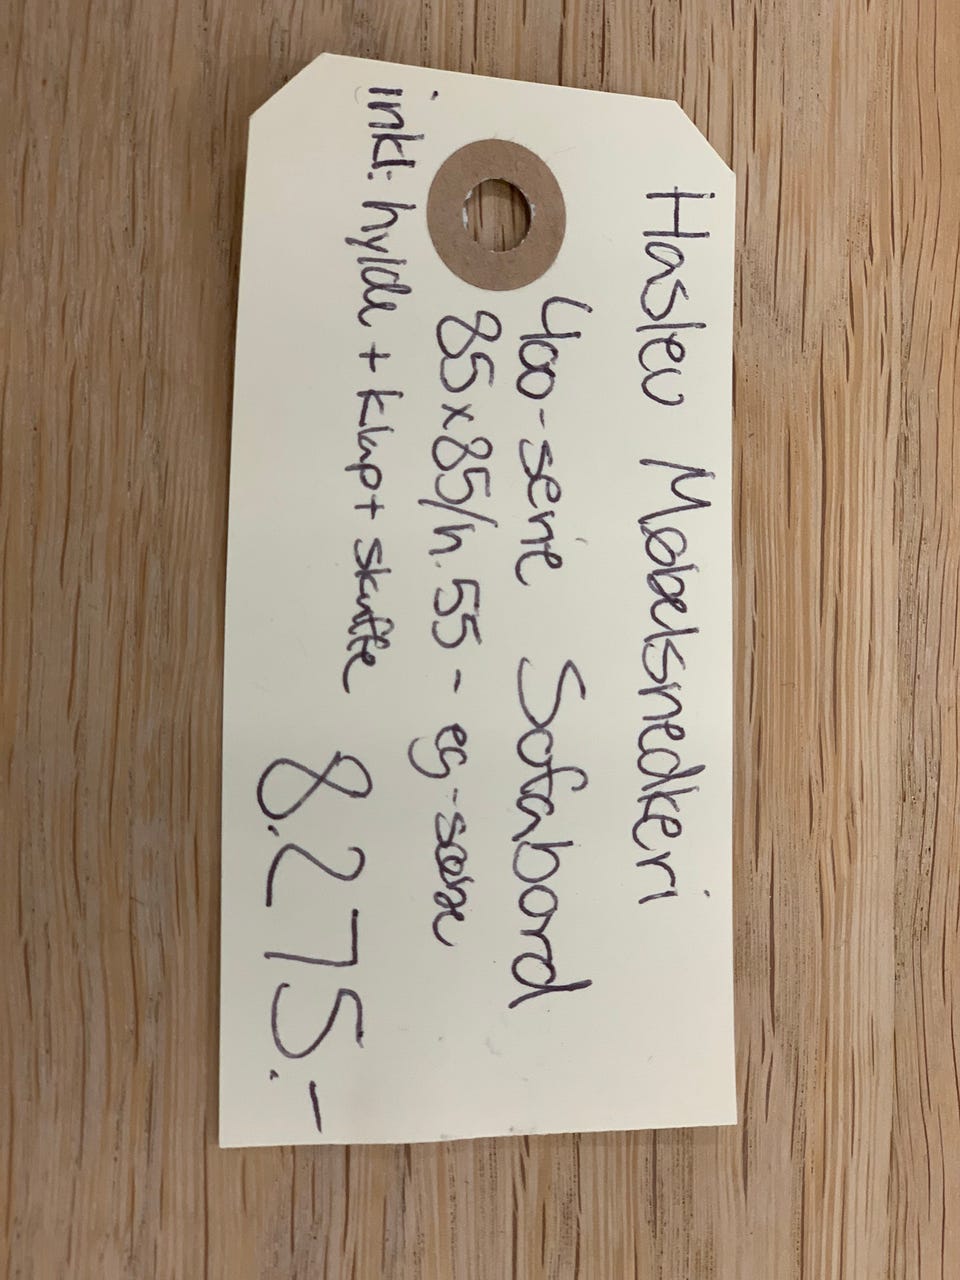 Haslev Møbelsnedkeri
400-serie Sofabord
85x85/h.55 - eg-sæbe
inkl: hylde + klap + skuffe
8.275.-